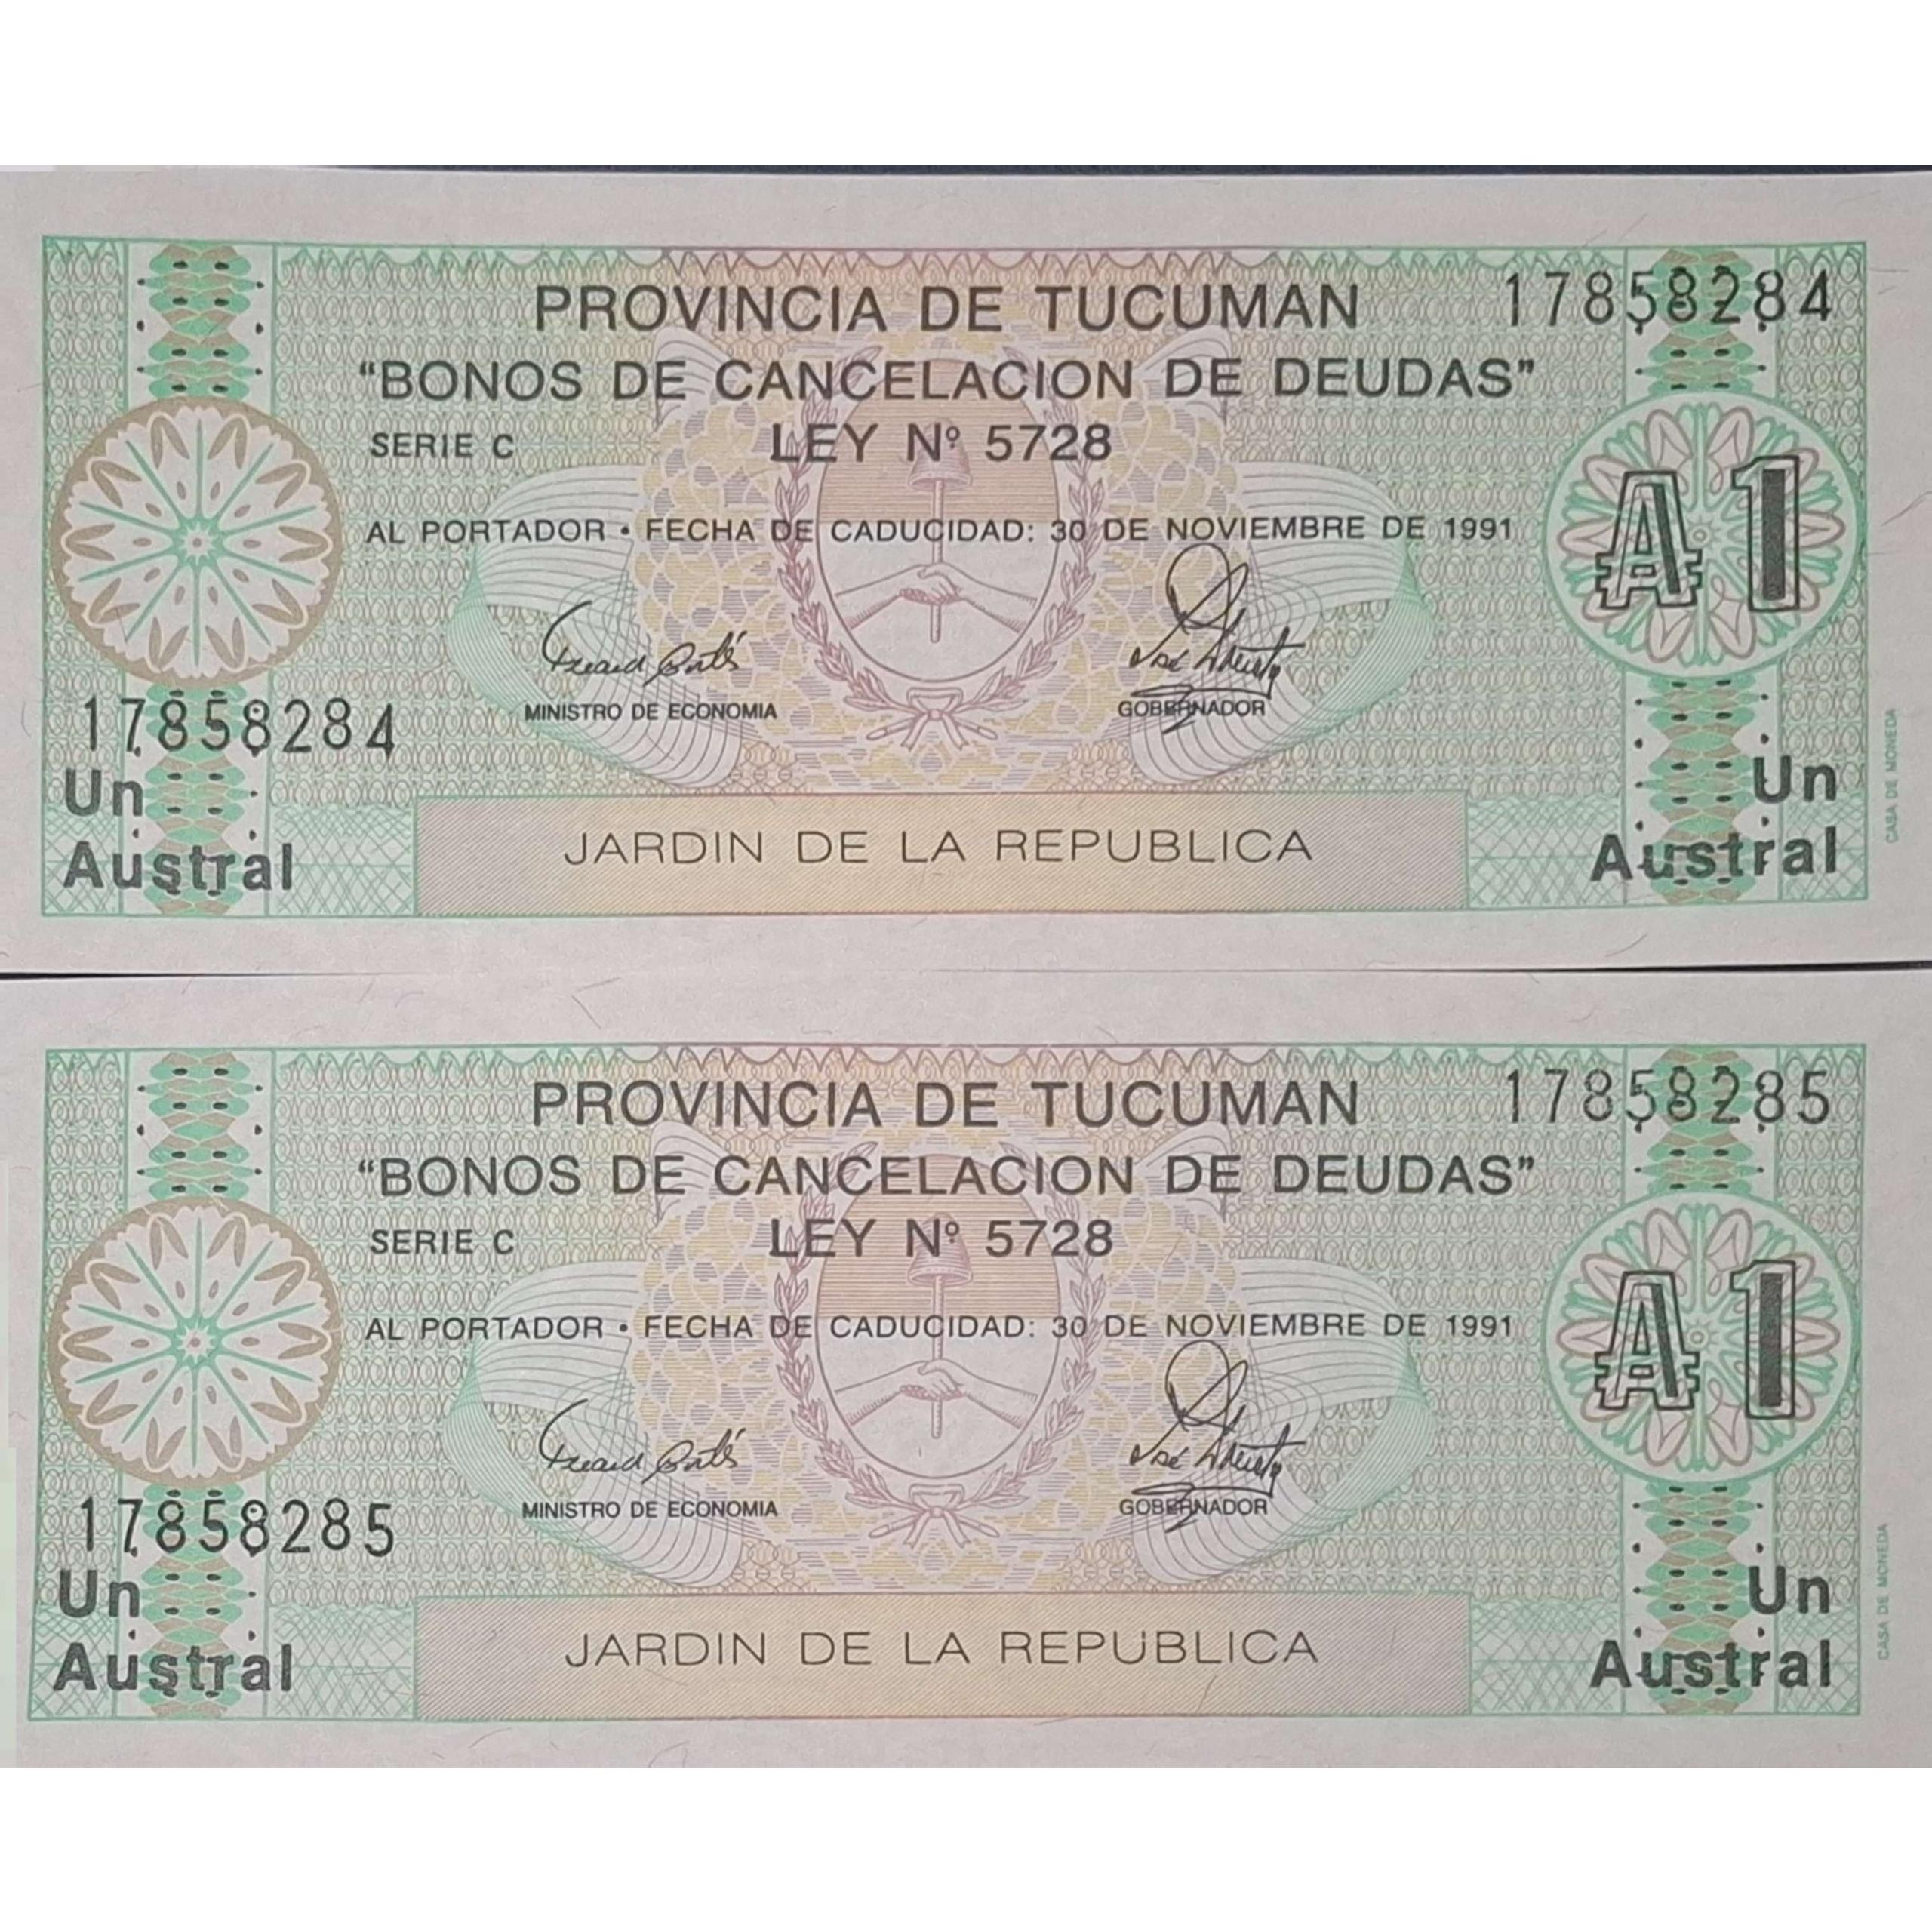 PROVINCIA DE TUCUMAN 17858284
"BONOS DE CANCELACION DE DEUDAS"
SERIE C LEY Nº 5728
AL PORTADOR • FECHA DE CADUCIDAD: 30 DE NOVIEMBRE DE 1991
₳ 1
MINISTRO DE ECONOMIA GOBERNADOR
17858284
Un Austral
JARDIN DE LA REPUBLICA
Un Austral
CASA DE MONEDA
PROVINCIA DE TUCUMAN 17858285
"BONOS DE CANCELACION DE DEUDAS"
SERIE C LEY Nº 5728
AL PORTADOR • FECHA DE CADUCIDAD: 30 DE NOVIEMBRE DE 1991
₳ 1
MINISTRO DE ECONOMIA GOBERNADOR
17858285
Un Austral
JARDIN DE LA REPUBLICA
Un Austral
CASA DE MONEDA